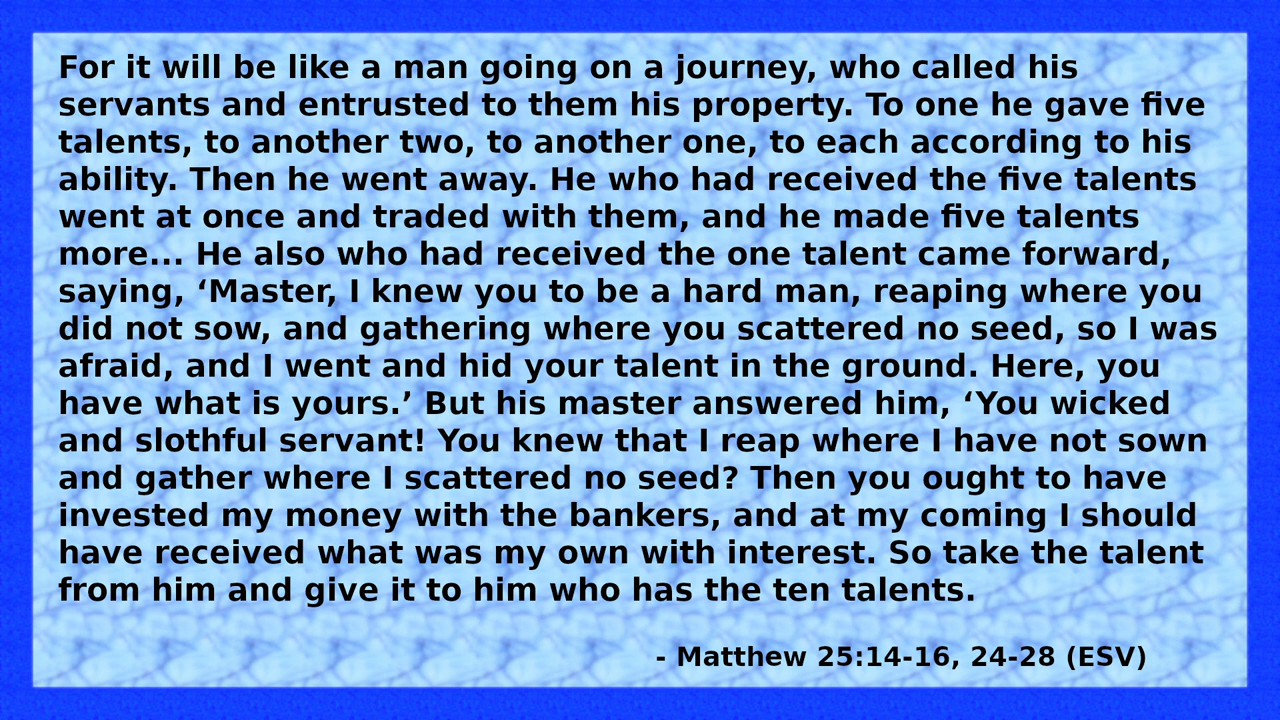 For it will be like a man going on a journey, who called his
servants and entrusted to them his property. To one he gave five
talents, to another two, to another one, to each according to his
ability. Then he went away. He who had received the five talents
went at once and traded with them, and he made five talents
more... He also who had received the one talent came forward,
saying, ‘Master, I knew you to be a hard man, reaping where you
did not sow, and gathering where you scattered no seed, so I was
afraid, and I went and hid your talent in the ground. Here, you
have what is yours.’ But his master answered him, ‘You wicked
and slothful servant! You knew that I reap where I have not sown
and gather where I scattered no seed? Then you ought to have
invested my money with the bankers, and at my coming I should
have received what was my own with interest. So take the talent
from him and give it to him who has the ten talents.
- Matthew 25:14-16, 24-28 (ESV)